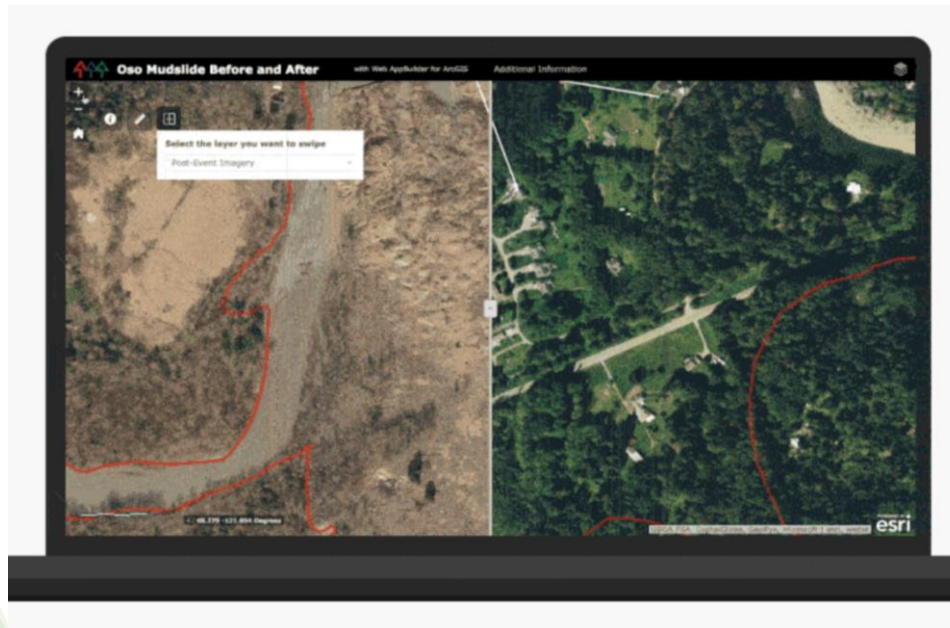 Oso Mudslide Before and After with Web AppBuilder for ArcGIS Additional Information
Select the layer you want to swipe
Post-Event Imagery
Degrees
esri